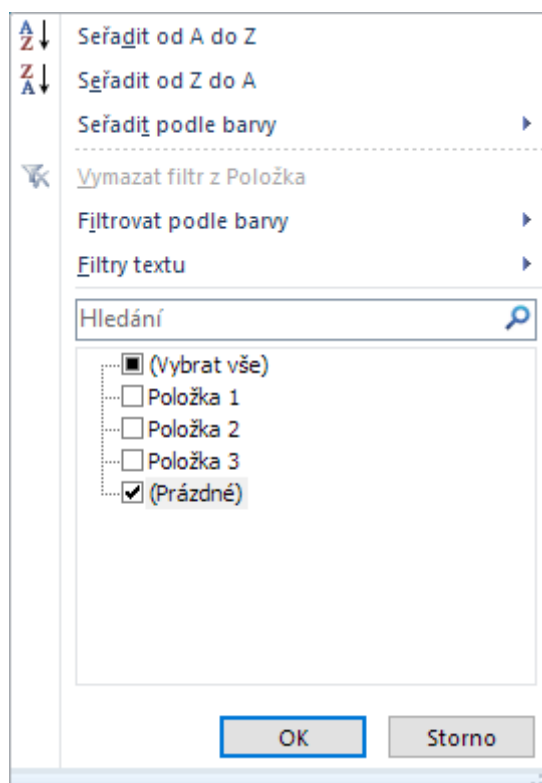 Seřadit od A do Z
Seřadit od Z do A
Seřadit podle barvy
Vymazat filtr z Položka
Filtrovat podle barvy
Filtry textu
Hledání
(Vybrat vše)
Položka 1
Položka 2
Položka 3
(Prázdné)
OK Storno